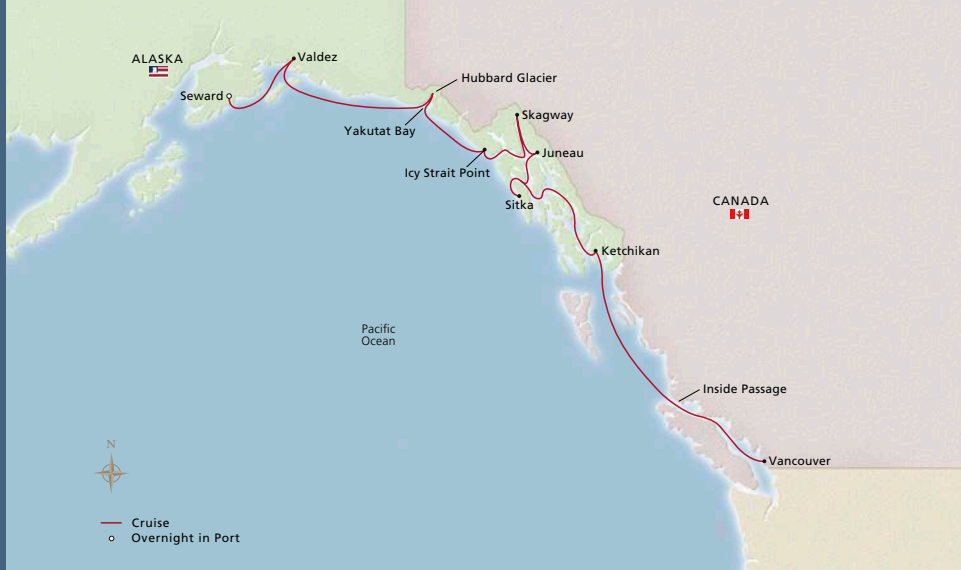 ALASKA
Valdez
Seward
Hubbard Glacier
Yakutat Bay
Skagway
Icy Strait Point
Juneau
Sitka
CANADA
Ketchikan
Pacific
Ocean
Inside Passage
Vancouver
N
Cruise
Overnight in Port